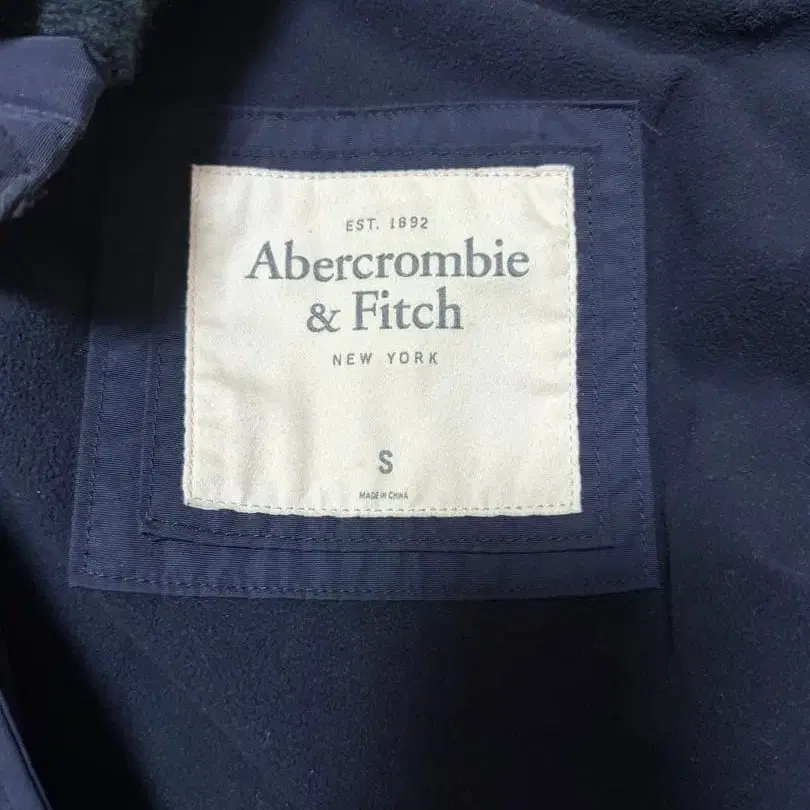 EST. 1892
Abercrombie
& Fitch
NEW YORK
S
MADE IN CHINA